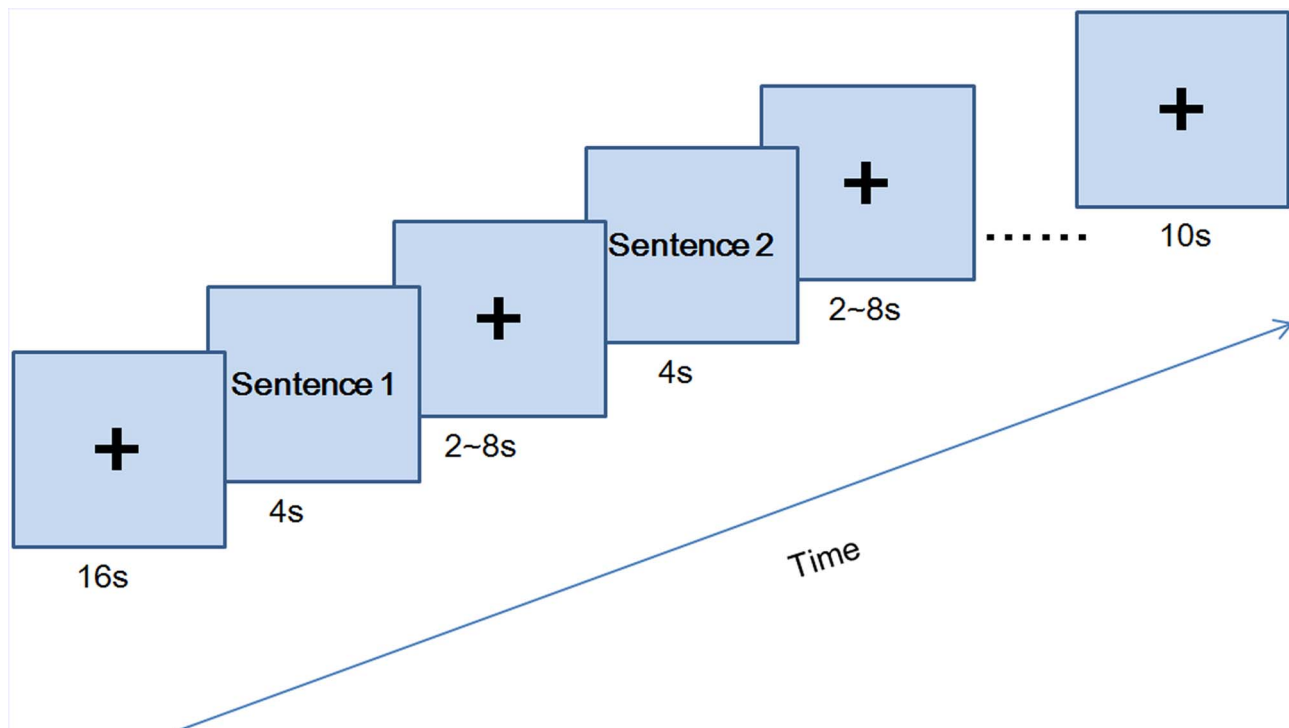 +
16s
Sentence 1
4s
+
2~8s
Sentence 2
4s
+
2~8s
.......
+
10s
Time